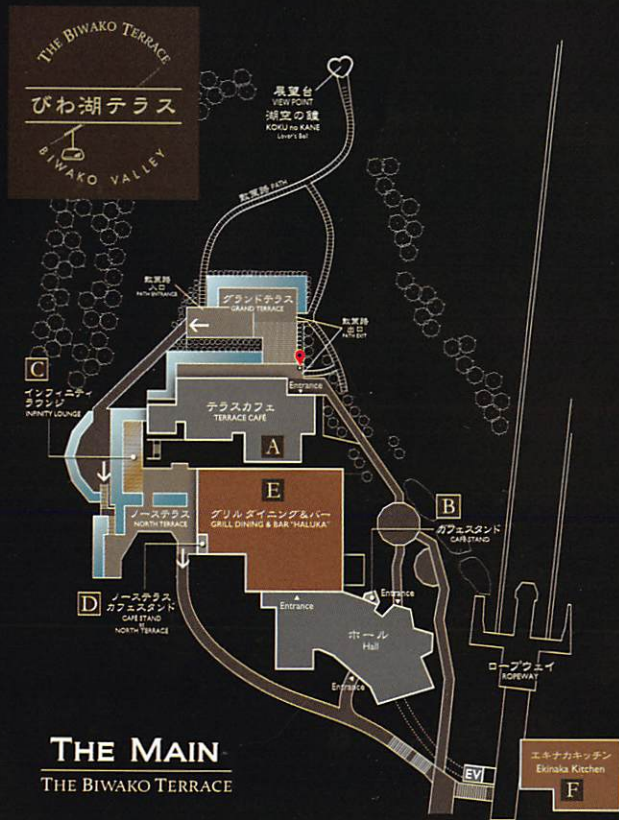 THE BIWAKO TERRACE
びわ湖テラス
BIWAKO VALLEY
展望台
VIEW POINT
湖空の鐘
KOKU no KANE
Lover's Bell
散策路 PATH
散策路
入口
PATH ENTRANCE
グランドテラス
GRAND TERRACE
散策路
出口
PATH EXIT
C
インフィニティ
ラウンジ
INFINITY LOUNGE
Entrance
テラスカフェ
TERRACE CAFÉ
A
E
ノーステラス
NORTH TERRACE
グリルダイニング&バー
GRILL DINING & BAR "HALUKA"
B
カフェスタンド
CAFÉ STAND
D
ノーステラス
カフェスタンド
CAFE STAND
NORTH TERRACE
Entrance
Entrance
ホール
Hall
Entrance
ロープウェイ
ROPEWAY
THE MAIN
THE BIWAKO TERRACE
EV
エキナカキッチン
Ekinaka Kitchen
F